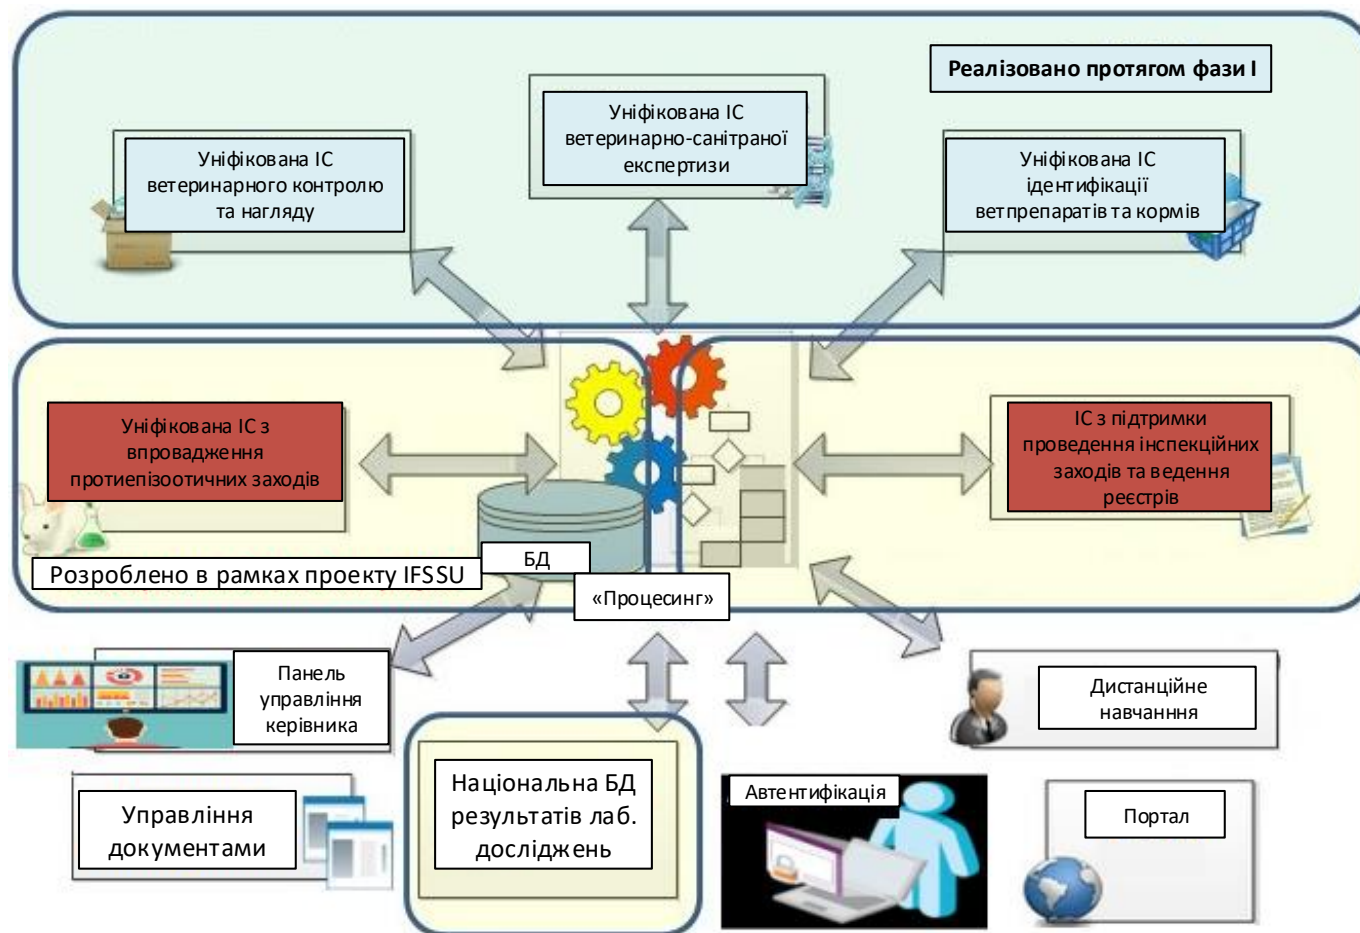 Реалізовано протягом фази І
Уніфікована ІС
ветеринарно-санітраної
експертизи
Уніфікована ІС
ветеринарного контролю
та нагляду
Уніфікована ІС
ідентифікації
ветпрепаратів та кормів
Уніфікована ІС з
впровадження
протиепізоотичних заходів
ІС з підтримки
проведення інспекційних
заходів та ведення
реєстрів
БД
Розроблено в рамках проекту IFSSU
«Процесинг»
Панель
управління
керівника
Дистанційне
навчанння
Управління
документами
Національна БД
результатів лаб.
досліджень
Автентифікація
Портал